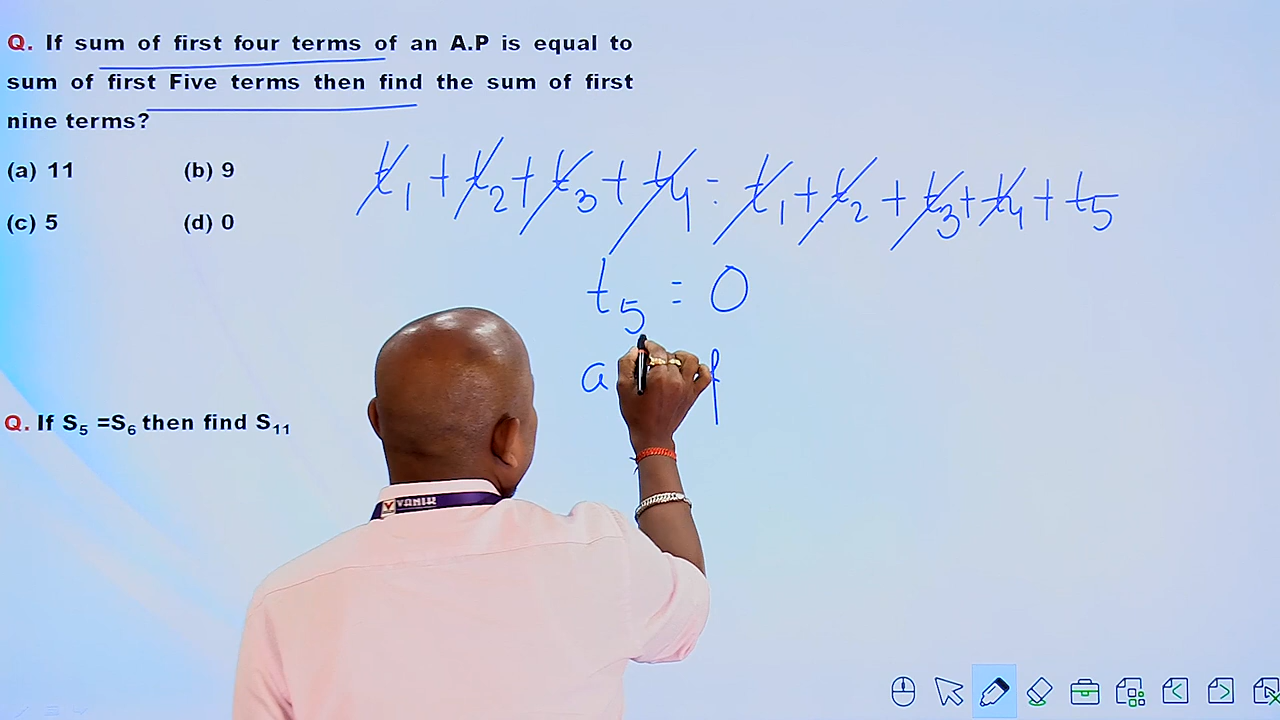 Q. If sum of first four terms of an A.P is equal to
sum of first Five terms then find the sum of first
nine terms?
(a) 11 (b) 9
(c) 5 (d) 0
t1 + t2 + t3 + t4 = t1 + t2 + t3 + t4 + t5
t5 = 0
a
Q. If S5 =S6 then find S11
VANIK